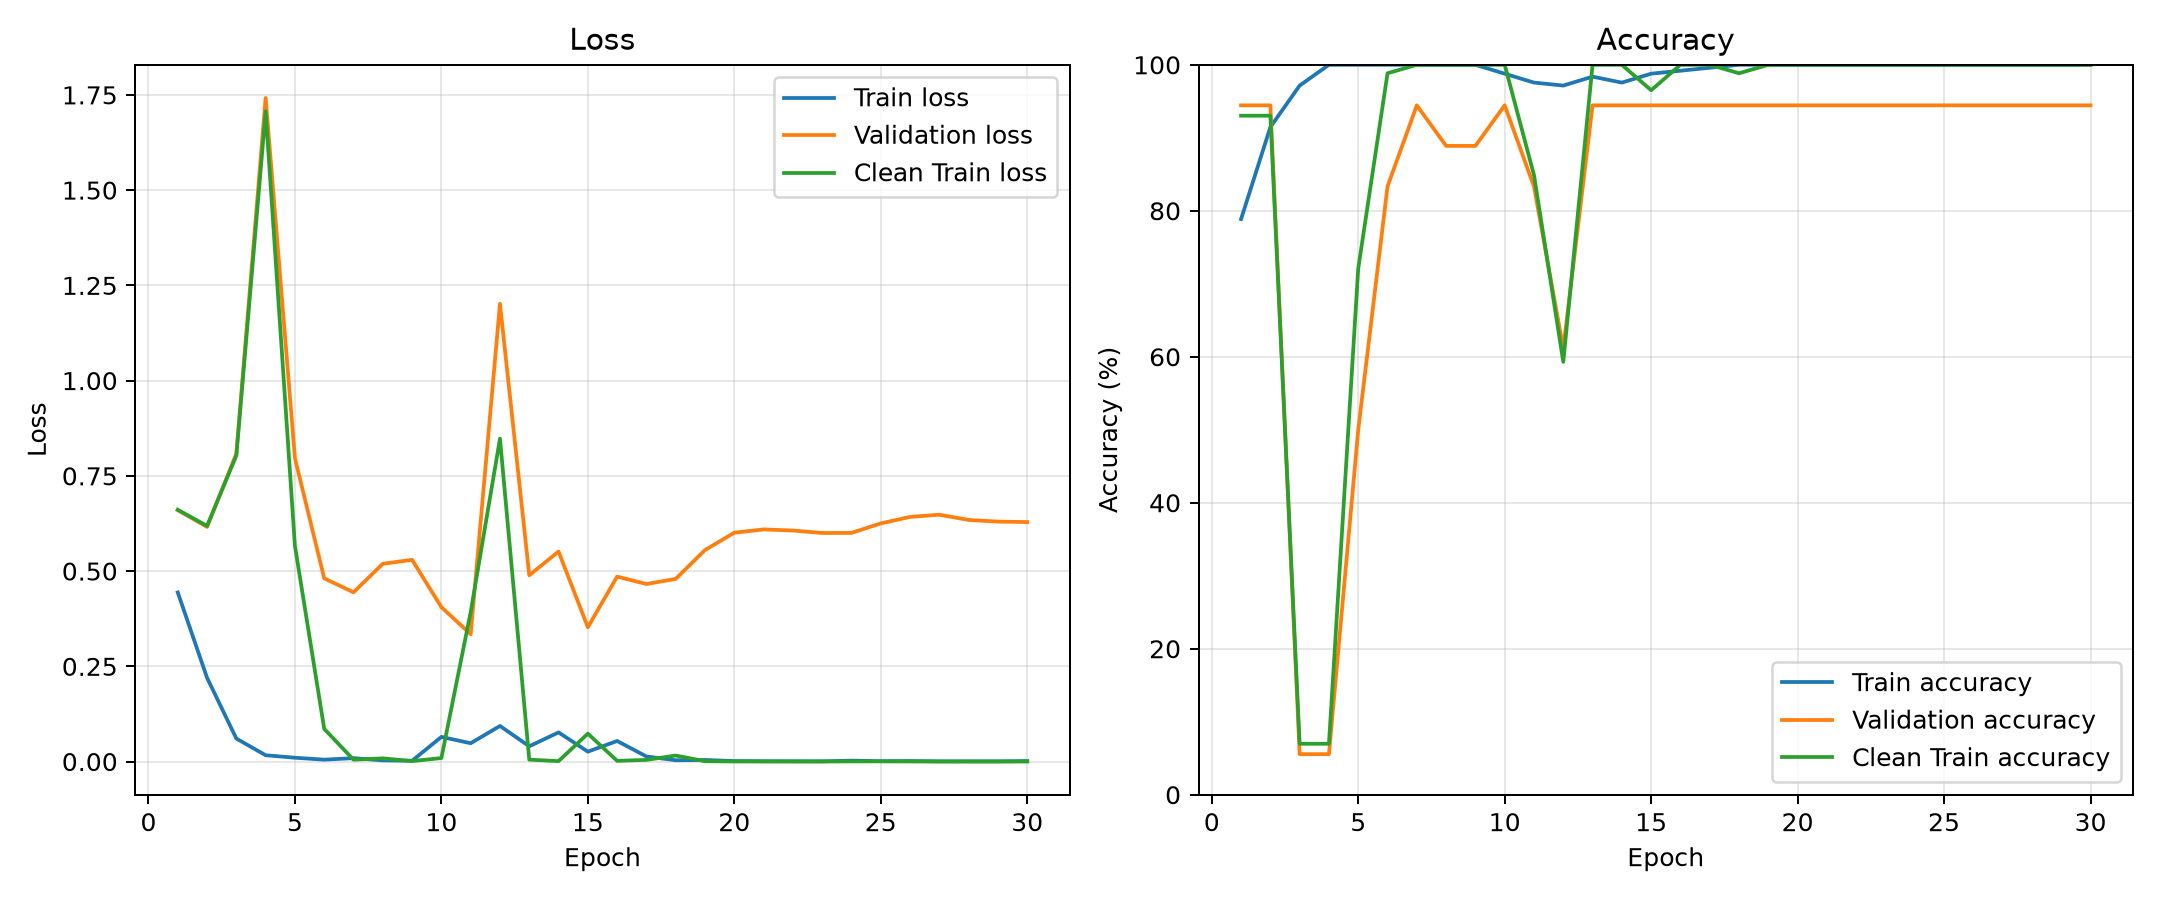 Loss
Train loss
Validation loss
Clean Train loss
1.75
1.50
1.25
1.00
0.75
0.50
0.25
0.00
Loss
0 5 10 15 20 25 30
Epoch
Accuracy
100
80
60
40
20
0
Accuracy (%)
Train accuracy
Validation accuracy
Clean Train accuracy
0 5 10 15 20 25 30
Epoch